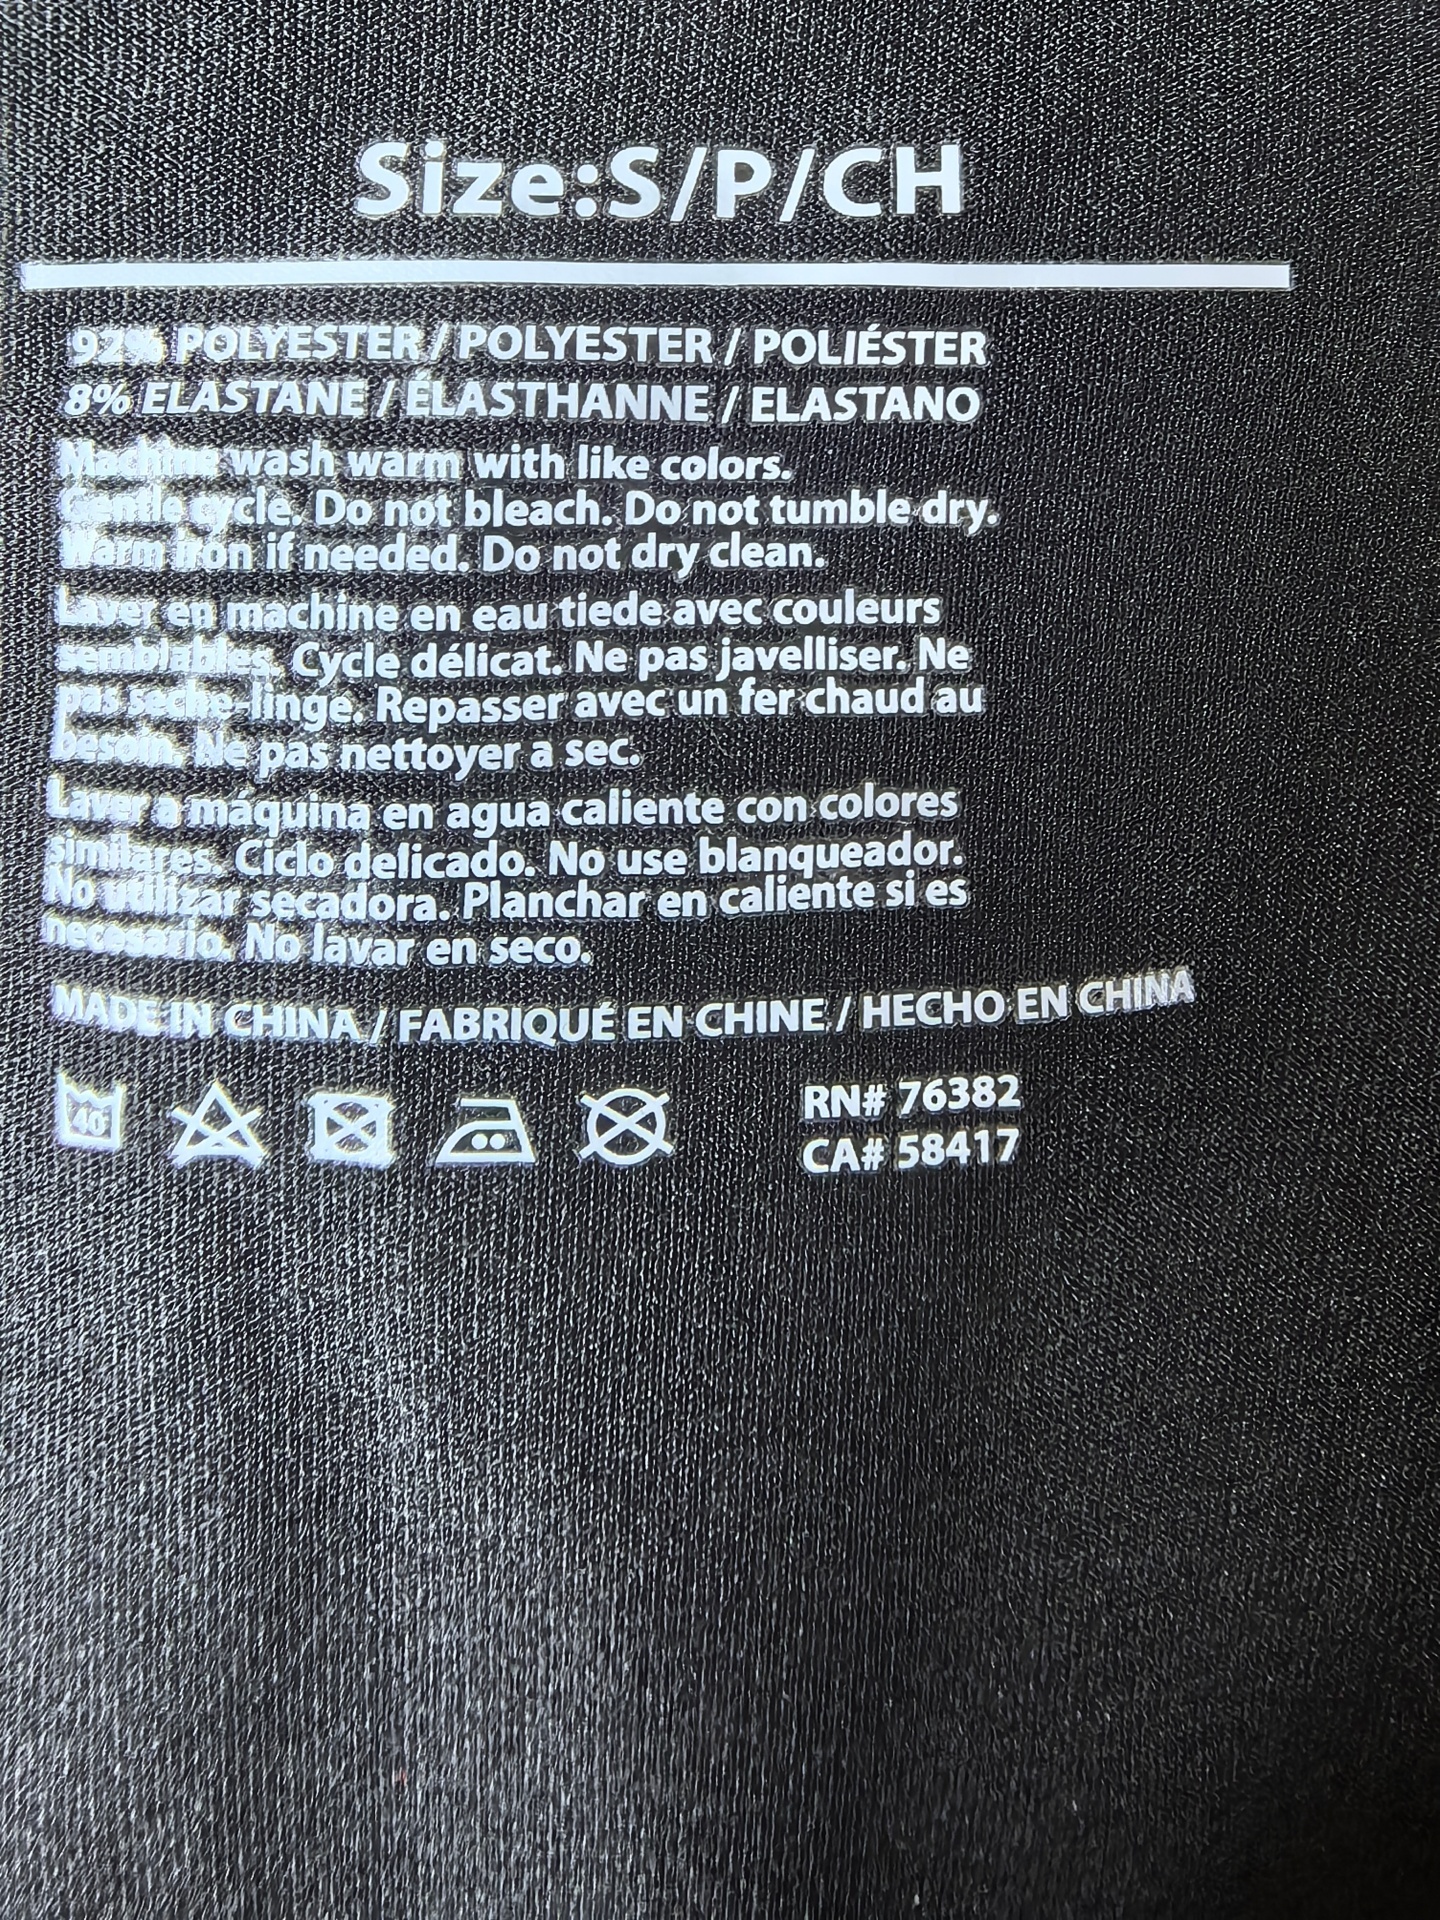 Size:S/P/CH
92% POLYESTER / POLYESTER / POLIÉSTER
8% ELASTANE / ÉLASTHANNE / ELASTANO
Machine wash warm with like colors.
Gentle cycle. Do not bleach. Do not tumble dry.
Warm iron if needed. Do not dry clean.
Laver en machine en eau tiede avec couleurs
semblables. Cycle délicat. Ne pas javelliser. Ne
pas seche-linge. Repasser avec un fer chaud au
besoin. Ne pas nettoyer a sec.
Laver a máquina en agua caliente con colores
similares. Ciclo delicado. No use blanqueador.
No utilizar secadora. Planchar en caliente si es
necesario. No lavar en seco.
MADE IN CHINA / FABRIQUÉ EN CHINE / HECHO EN CHINA
40° RN# 76382
CA# 58417